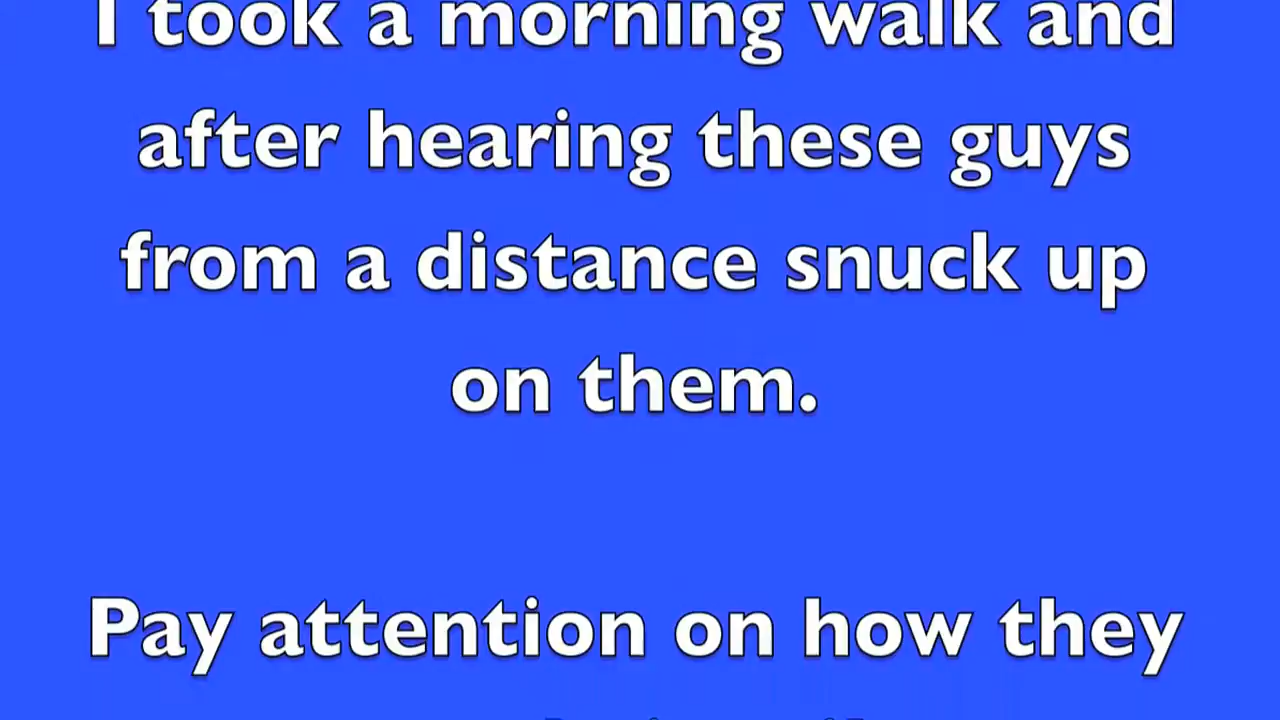 I took a morning walk and
after hearing these guys
from a distance snuck up
on them.
Pay attention on how they